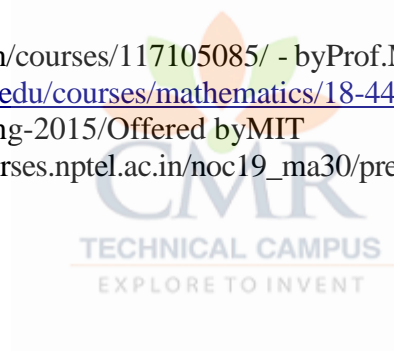 n/courses/117105085/ - byProf.M
edu/courses/mathematics/18-44
ng-2015/Offered byMIT
rses.nptel.ac.in/noc19_ma30/pre
CMR
TECHNICAL CAMPUS
EXPLORE TO INVENT